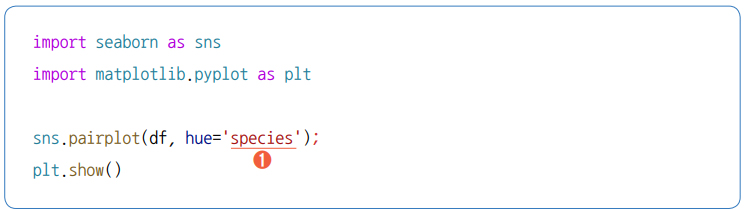 import seaborn as sns
import matplotlib.pyplot as plt
sns.pairplot(df, hue='species');
❶
plt.show()